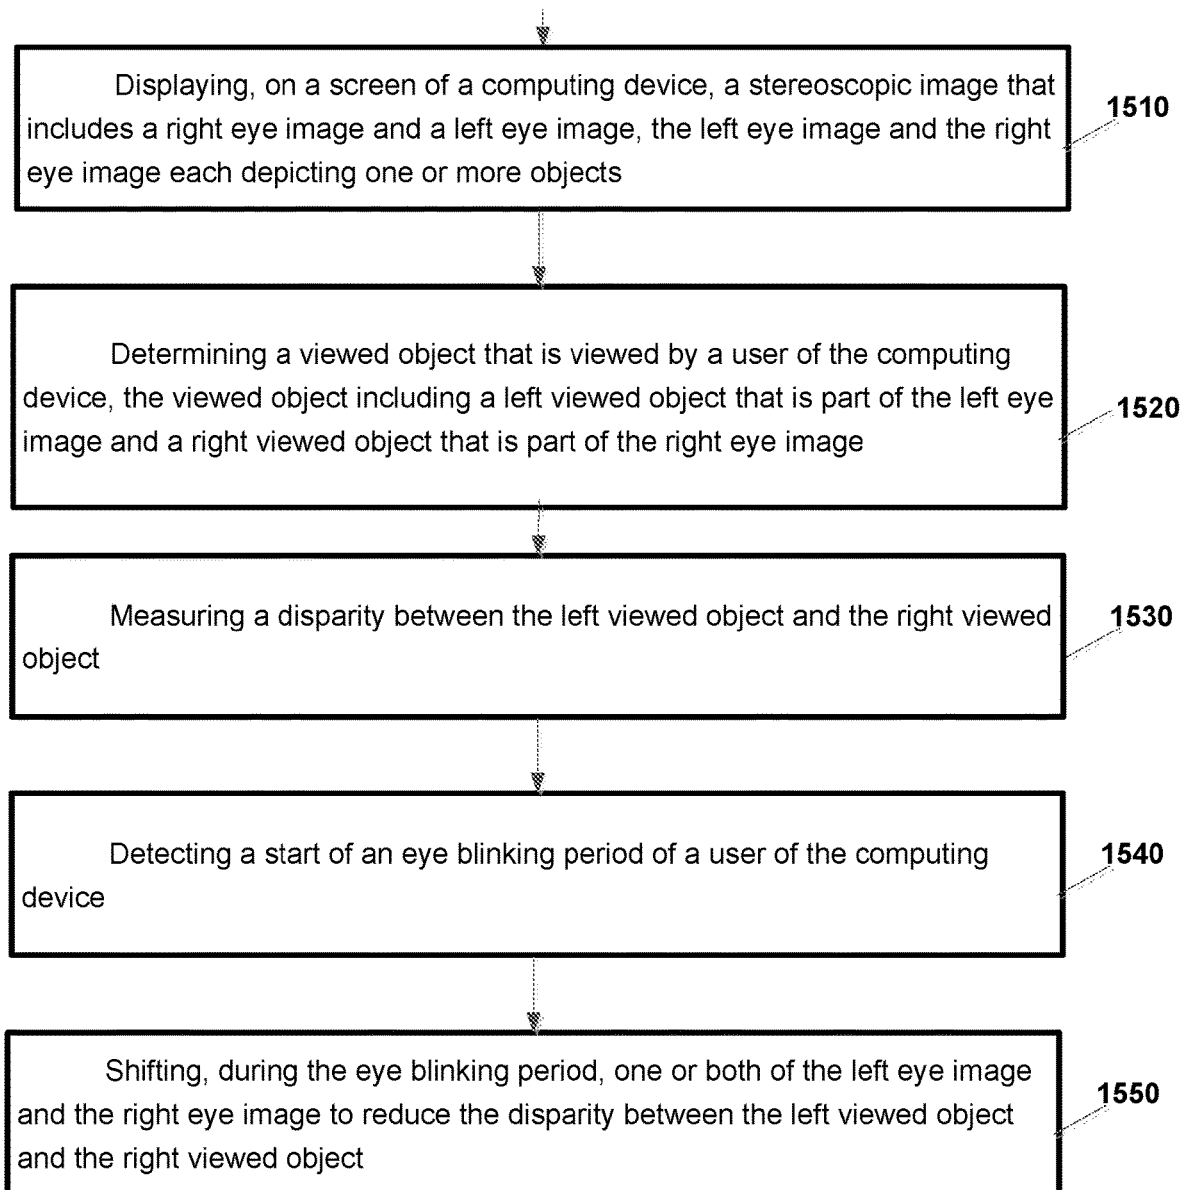 Displaying, on a screen of a computing device, a stereoscopic image that
includes a right eye image and a left eye image, the left eye image and the right
eye image each depicting one or more objects
1510
Determining a viewed object that is viewed by a user of the computing
device, the viewed object including a left viewed object that is part of the left eye
image and a right viewed object that is part of the right eye image
1520
Measuring a disparity between the left viewed object and the right viewed
object
1530
Detecting a start of an eye blinking period of a user of the computing
device
1540
Shifting, during the eye blinking period, one or both of the left eye image
and the right eye image to reduce the disparity between the left viewed object
and the right viewed object
1550